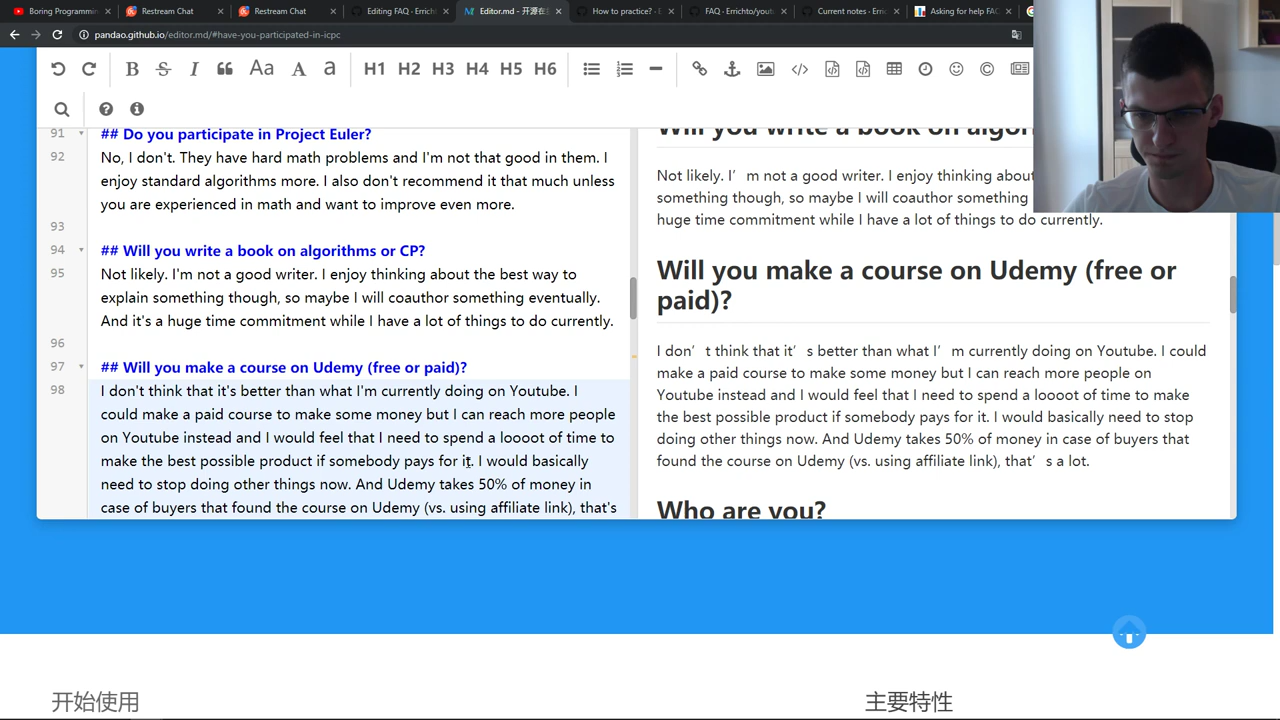 Boring Programm
Restream Chat
Restream Chat
Editing FAQ · Errich
Editor.md - 开源在
How to practice? · E
FAQ · Errichto/yout
Current notes · Erri
Asking for help FAC
pandao.github.io/editor.md/#have-you-participated-in-icpc
B S I Aa A a H1 H2 H3 H4 H5 H6
91 ## Do you participate in Project Euler?
92 No, I don't. They have hard math problems and I'm not that good in them. I
enjoy standard algorithms more. I also don't recommend it that much unless
you are experienced in math and want to improve even more.
93
94 ## Will you write a book on algorithms or CP?
95 Not likely. I'm not a good writer. I enjoy thinking about the best way to
explain something though, so maybe I will coauthor something eventually.
And it's a huge time commitment while I have a lot of things to do currently.
96
97 ## Will you make a course on Udemy (free or paid)?
98 I don't think that it's better than what I'm currently doing on Youtube. I
could make a paid course to make some money but I can reach more people
on Youtube instead and I would feel that I need to spend a loooot of time to
make the best possible product if somebody pays for it. I would basically
need to stop doing other things now. And Udemy takes 50% of money in
case of buyers that found the course on Udemy (vs. using affiliate link), that's
Will you write a book on algor
Not likely. I'm not a good writer. I enjoy thinking about
something though, so maybe I will coauthor something
huge time commitment while I have a lot of things to do currently.
Will you make a course on Udemy (free or
paid)?
I don't think that it's better than what I'm currently doing on Youtube. I could
make a paid course to make some money but I can reach more people on
Youtube instead and I would feel that I need to spend a loooot of time to make
the best possible product if somebody pays for it. I would basically need to stop
doing other things now. And Udemy takes 50% of money in case of buyers that
found the course on Udemy (vs. using affiliate link), that's a lot.
Who are you?
开始使用
主要特性